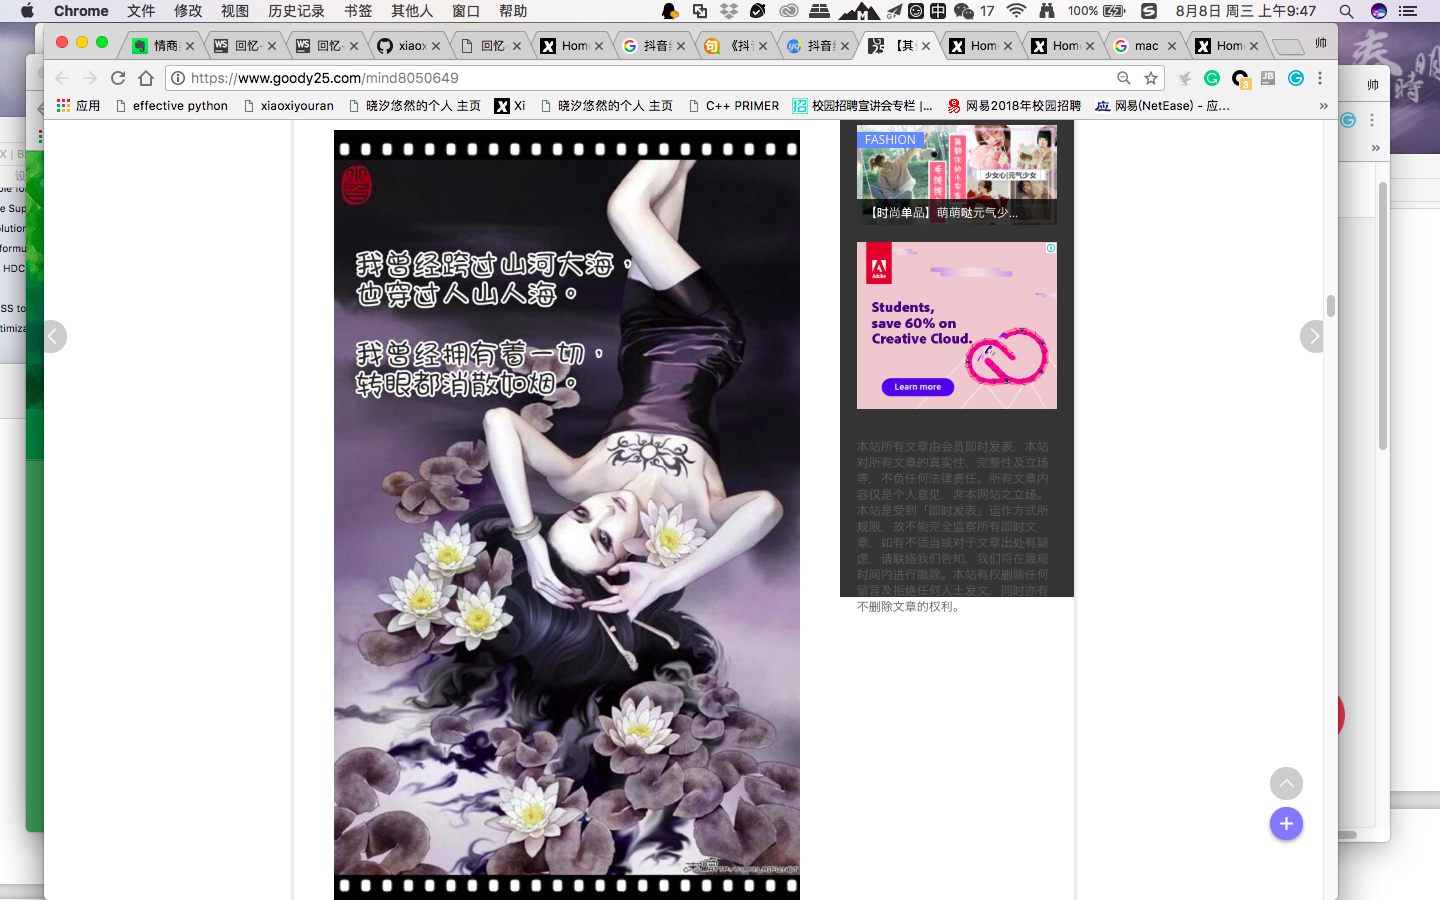 Chrome 文件 修改 视图 历史记录 书签 其他人 窗口 帮助
17 100% 8月8日 周三 上午9:47
情商 回忆 回忆 xiaox 回忆 Hom 抖音 《抖 抖音 【其 Hom Hom mac Hom 帅
https://www.goody25.com/mind8050649
应用 effective python xiaoxiyouran 晓汐悠然的个人 主页 Xi 晓汐悠然的个人 主页 C++ PRIMER 校园招聘宣讲会专栏 |... 网易2018年校园招聘 网易(NetEase) - 应... »
我曾经跨过山河大海，
也穿过人山人海。
我曾经拥有着一切，
转眼都消散如烟。
FASHION
少女心|元气少女
【时尚单品】萌萌哒元气少...
Adobe
Students,
save 60% on
Creative Cloud.
Learn more
本站所有文章由会员即时发表，本站
对所有文章的真实性、完整性及立场
等，不负任何法律责任。所有文章内
容仅是个人意见，非本网站之立场。
本站是受到「即时发表」运作方式所
规限，故不能完全监察所有即时文
章，如有不适当或对于文章出处有疑
虑，请联络我们告知，我们将在最短
时间内进行撤除。本站有权删除任何
留言及拒绝任何人士发文，同时亦有
不删除文章的权利。
帅
»